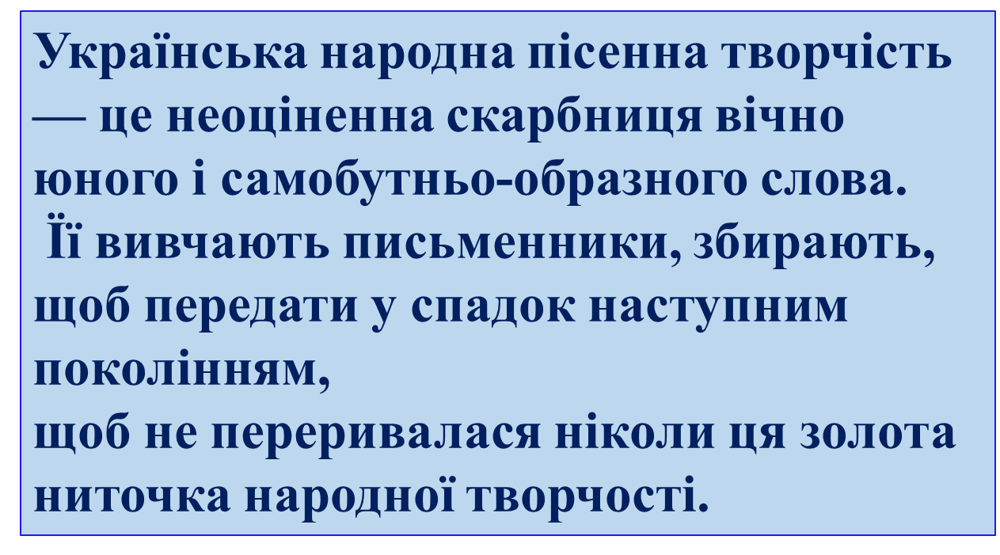 Українська народна пісенна творчість
— це неоціненна скарбниця вічно
юного і самобутньо-образного слова.
Її вивчають письменники, збирають,
щоб передати у спадок наступним
поколінням,
щоб не переривалася ніколи ця золота
ниточка народної творчості.